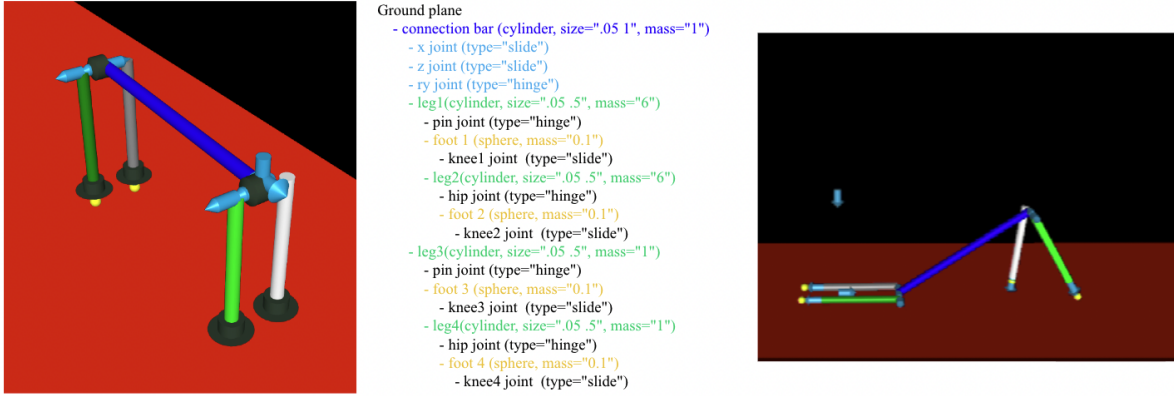 Ground plane
- connection bar (cylinder, size=".05 1", mass="1")
- x joint (type="slide")
- z joint (type="slide")
- ry joint (type="hinge")
- leg1(cylinder, size=".05 .5", mass="6")
- pin joint (type="hinge")
- foot 1 (sphere, mass="0.1")
- knee1 joint (type="slide")
- leg2(cylinder, size=".05 .5", mass="6")
- hip joint (type="hinge")
- foot 2 (sphere, mass="0.1")
- knee2 joint (type="slide")
- leg3(cylinder, size=".05 .5", mass="1")
- pin joint (type="hinge")
- foot 3 (sphere, mass="0.1")
- knee3 joint (type="slide")
- leg4(cylinder, size=".05 .5", mass="1")
- hip joint (type="hinge")
- foot 4 (sphere, mass="0.1")
- knee4 joint (type="slide")